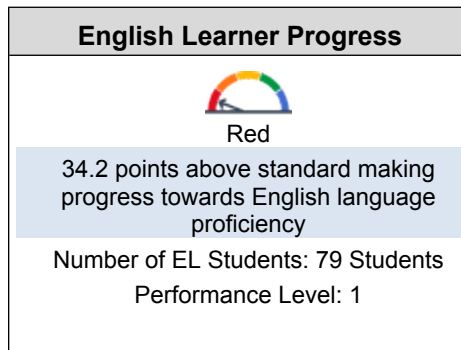 English Learner Progress
Red
34.2 points above standard making
progress towards English language
proficiency
Number of EL Students: 79 Students
Performance Level: 1